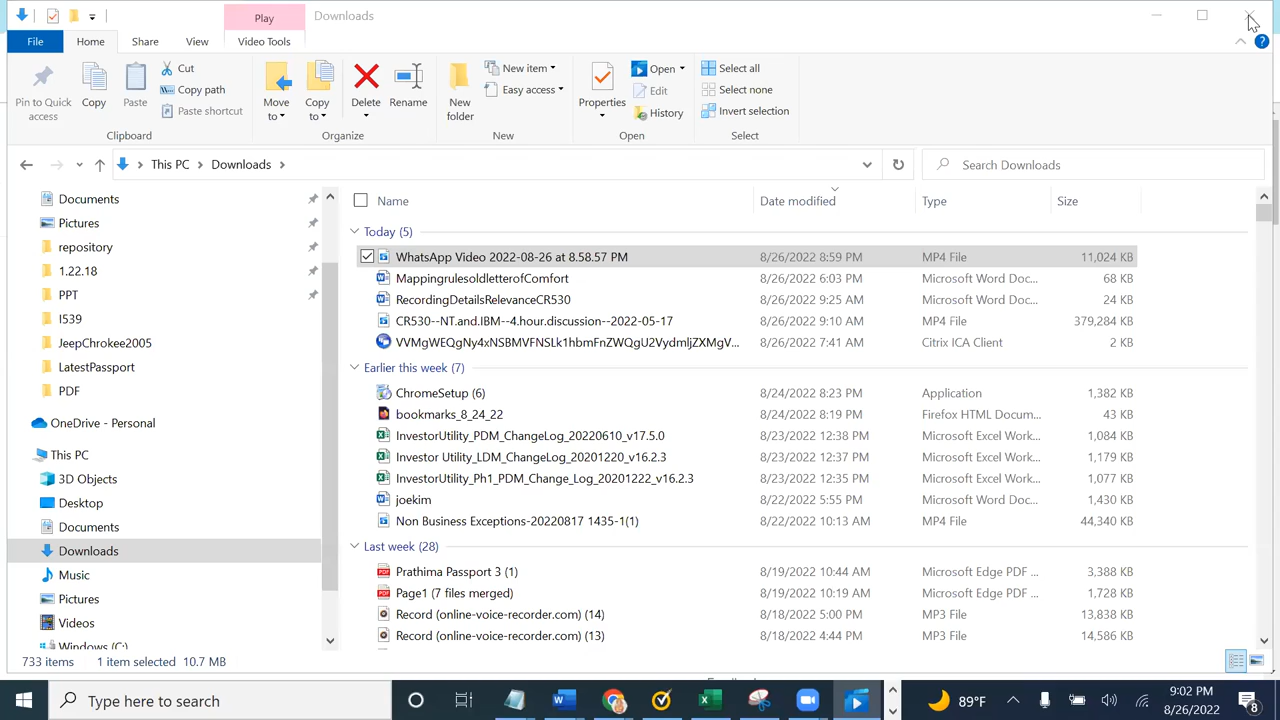 Play Downloads
File Home Share View Video Tools
Pin to Quick access
Copy
Paste
Cut
Copy path
Paste shortcut
Clipboard
Move to
Copy to
Delete
Rename
Organize
New folder
New item
Easy access
New
Properties
Open
Edit
History
Open
Select all
Select none
Invert selection
Select
This PC Downloads
Search Downloads
Documents
Pictures
repository
1.22.18
PPT
I539
JeepChrokee2005
LatestPassport
PDF
OneDrive - Personal
This PC
3D Objects
Desktop
Documents
Downloads
Music
Pictures
Videos
Windows (C:)
Name Date modified Type Size
Today (5)
WhatsApp Video 2022-08-26 at 8.58.57 PM 8/26/2022 8:59 PM MP4 File 11,024 KB
MappingrulesoldletterofComfort 8/26/2022 6:03 PM Microsoft Word Doc... 68 KB
RecordingDetailsRelevanceCR530 8/26/2022 9:25 AM Microsoft Word Doc... 24 KB
CR530--NT.and.IBM--4.hour.discussion--2022-05-17 8/26/2022 9:10 AM MP4 File 379,284 KB
VVMgWEQgNy4xNSBMVFNSLk1hbmFnZWQgU2VydmljZXMgV... 8/26/2022 7:41 AM Citrix ICA Client 2 KB
Earlier this week (7)
ChromeSetup (6) 8/24/2022 8:23 PM Application 1,382 KB
bookmarks_8_24_22 8/24/2022 8:19 PM Firefox HTML Docum... 43 KB
InvestorUtility_PDM_ChangeLog_20220610_v17.5.0 8/23/2022 12:38 PM Microsoft Excel Work... 1,084 KB
Investor Utility_LDM_ChangeLog_20201220_v16.2.3 8/23/2022 12:37 PM Microsoft Excel Work... 1,179 KB
InvestorUtility_Ph1_PDM_Change_Log_20201222_v16.2.3 8/23/2022 12:35 PM Microsoft Excel Work... 1,077 KB
joekim 8/22/2022 5:55 PM Microsoft Word Doc... 1,430 KB
Non Business Exceptions-20220817 1435-1(1) 8/22/2022 10:13 AM MP4 File 44,340 KB
Last week (28)
Prathima Passport 3 (1) 8/19/2022 10:44 AM Microsoft Edge PDF ... 3,388 KB
Page1 (7 files merged) 8/19/2022 10:19 AM Microsoft Edge PDF ... 1,728 KB
Record (online-voice-recorder.com) (14) 8/18/2022 5:00 PM MP3 File 13,838 KB
Record (online-voice-recorder.com) (13) 8/18/2022 4:44 PM MP3 File 14,586 KB
733 items 1 item selected 10.7 MB
Type here to search
89°F
9:02 PM
8/26/2022
8